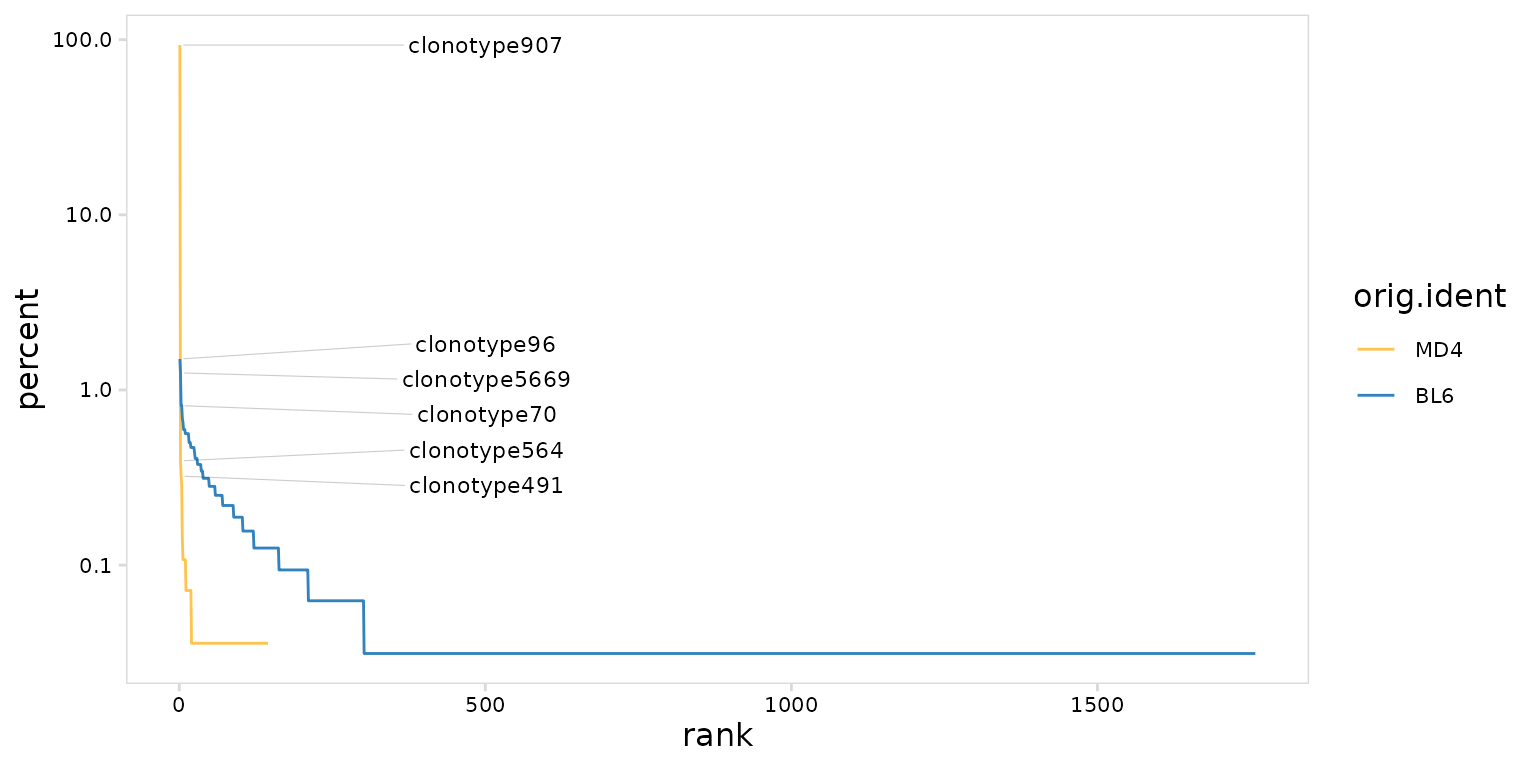 100.0
10.0
1.0
0.1
percent
clonotype907
clonotype96
clonotype5669
clonotype70
clonotype564
clonotype491
0
500
1000
1500
rank
orig.ident
MD4
BL6